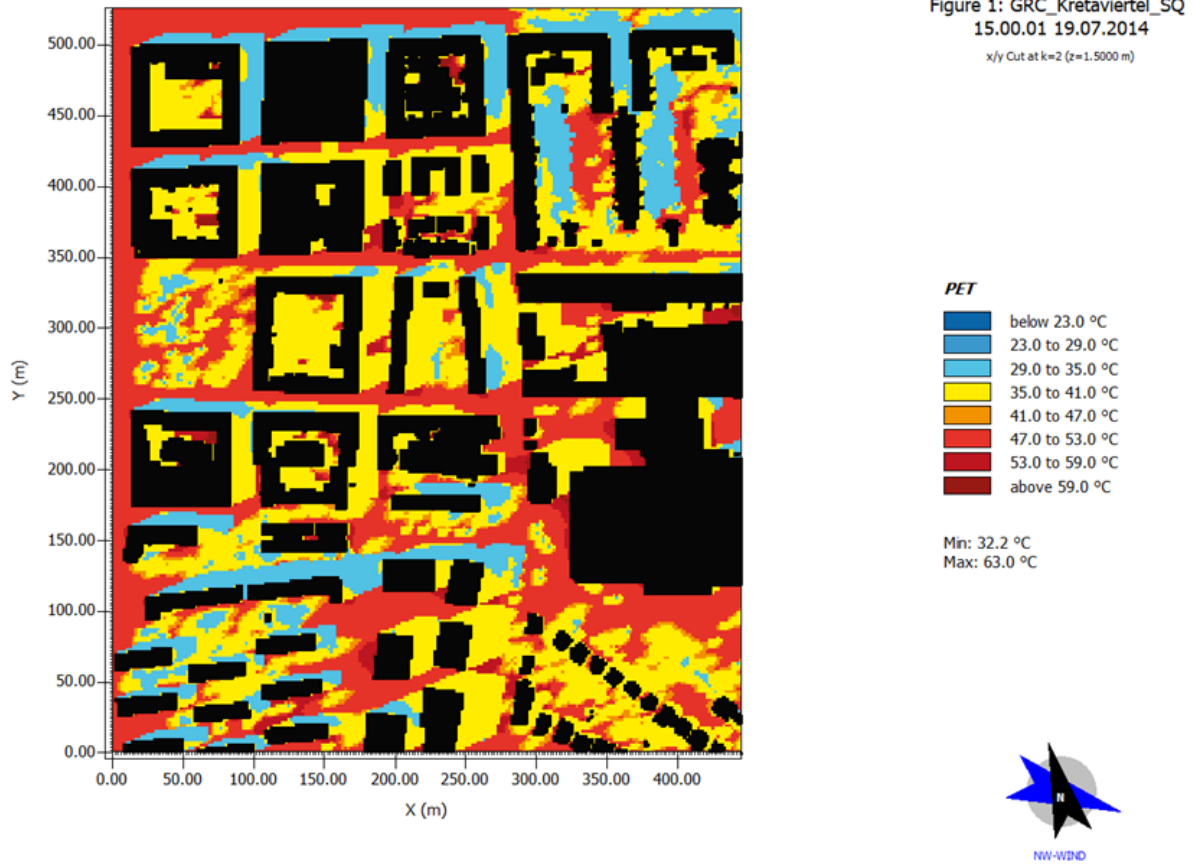 Figure 1: GRC_Kretaviertel_SQ
15.00.01 19.07.2014
x/y Cut at k=2 (z=1.5000 m)
500.00
450.00
400.00
350.00
300.00
250.00
200.00
150.00
100.00
50.00
0.00
Y (m)
0.00 50.00 100.00 150.00 200.00 250.00 300.00 350.00 400.00
X (m)
PET
below 23.0 °C
23.0 to 29.0 °C
29.0 to 35.0 °C
35.0 to 41.0 °C
41.0 to 47.0 °C
47.0 to 53.0 °C
53.0 to 59.0 °C
above 59.0 °C
Min: 32.2 °C
Max: 63.0 °C
N
NW-WIND